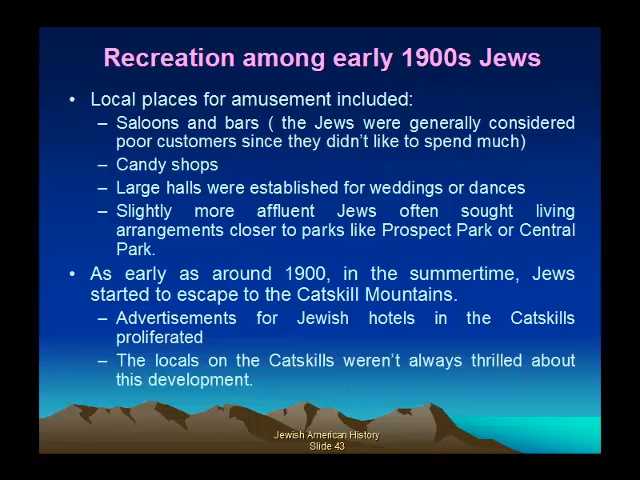 Recreation among early 1900s Jews
• Local places for amusement included:
– Saloons and bars ( the Jews were generally considered
poor customers since they didn't like to spend much)
– Candy shops
– Large halls were established for weddings or dances
– Slightly more affluent Jews often sought living
arrangements closer to parks like Prospect Park or Central
Park.
• As early as around 1900, in the summertime, Jews
started to escape to the Catskill Mountains.
– Advertisements for Jewish hotels in the Catskills
proliferated
– The locals on the Catskills weren't always thrilled about
this development.
Jewish American History
Slide 43